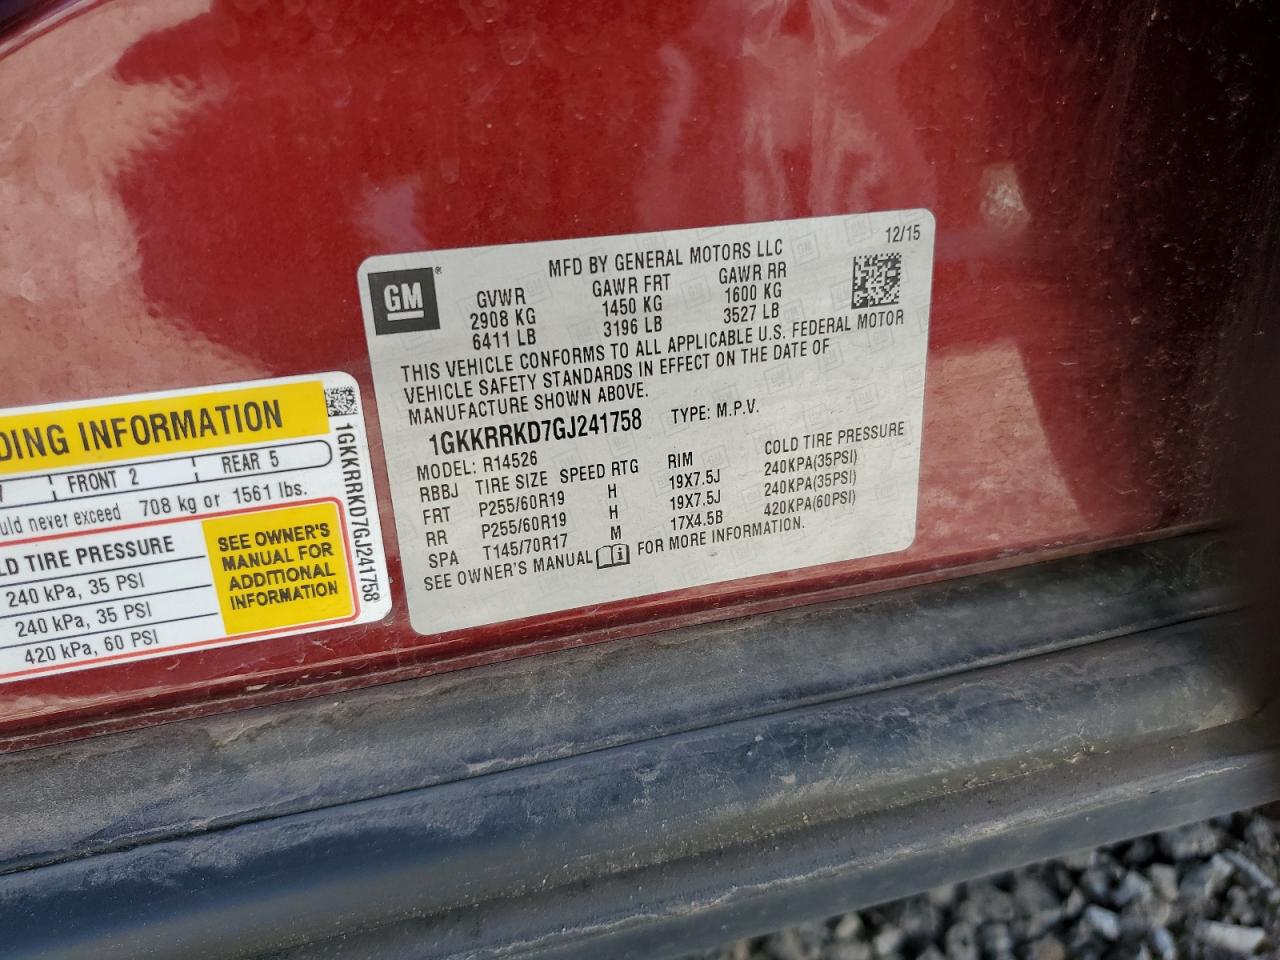 DING INFORMATION
FRONT 2 REAR 5
uld never exceed 708 kg or 1561 lbs.
D TIRE PRESSURE
240 kPa, 35 PSI
240 kPa, 35 PSI
420 kPa, 60 PSI
SEE OWNER'S
MANUAL FOR
ADDITIONAL
INFORMATION
1GKKRRKD7GJ241758
GM®
MFD BY GENERAL MOTORS LLC 12/15
GVWR GAWR FRT GAWR RR
2908 KG 1450 KG 1600 KG
6411 LB 3196 LB 3527 LB
THIS VEHICLE CONFORMS TO ALL APPLICABLE U.S. FEDERAL MOTOR
VEHICLE SAFETY STANDARDS IN EFFECT ON THE DATE OF
MANUFACTURE SHOWN ABOVE.
1GKKRRKD7GJ241758 TYPE: M.P.V.
MODEL: R14526
RBBJ TIRE SIZE SPEED RTG RIM COLD TIRE PRESSURE
FRT P255/60R19 H 19X7.5J 240KPA(35PSI)
RR P255/60R19 H 19X7.5J 240KPA(35PSI)
SPA T145/70R17 M 17X4.5B 420KPA(60PSI)
SEE OWNER'S MANUAL FOR MORE INFORMATION.